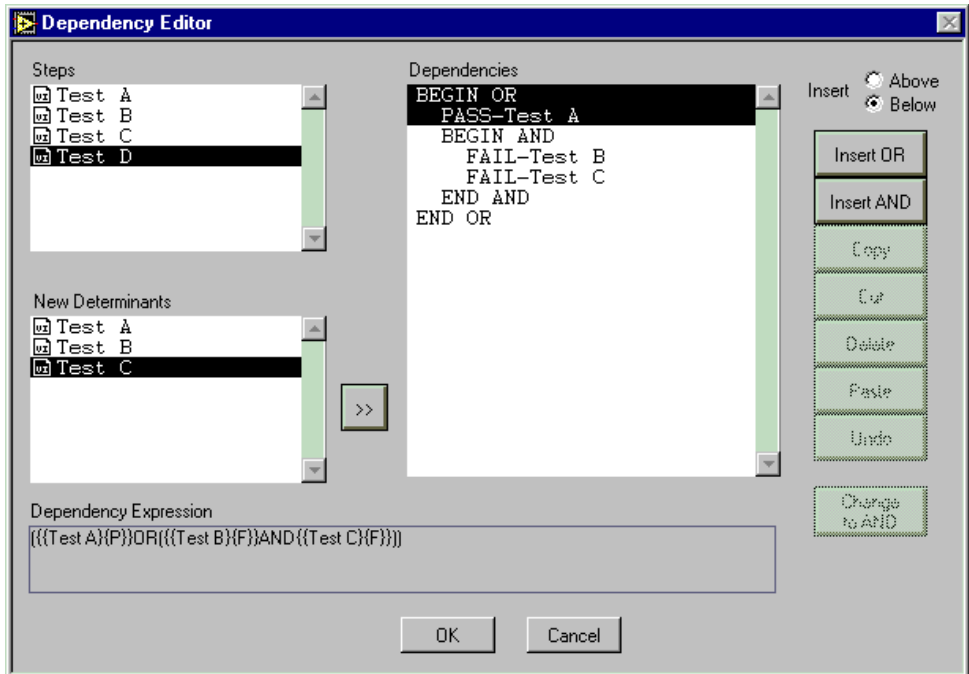 Dependency Editor
Steps
Test A
Test B
Test C
Test D
Dependencies
BEGIN OR
PASS-Test A
BEGIN AND
FAIL-Test B
FAIL-Test C
END AND
END OR
Insert
Above
Below
Insert OR
Insert AND
Copy
Cut
Delete
Paste
Undo
Change
to AND
New Determinants
Test A
Test B
Test C
>>
Dependency Expression
({{Test A}{P}}OR({{Test B}{F}}AND{{Test C}{F}}))
OK
Cancel